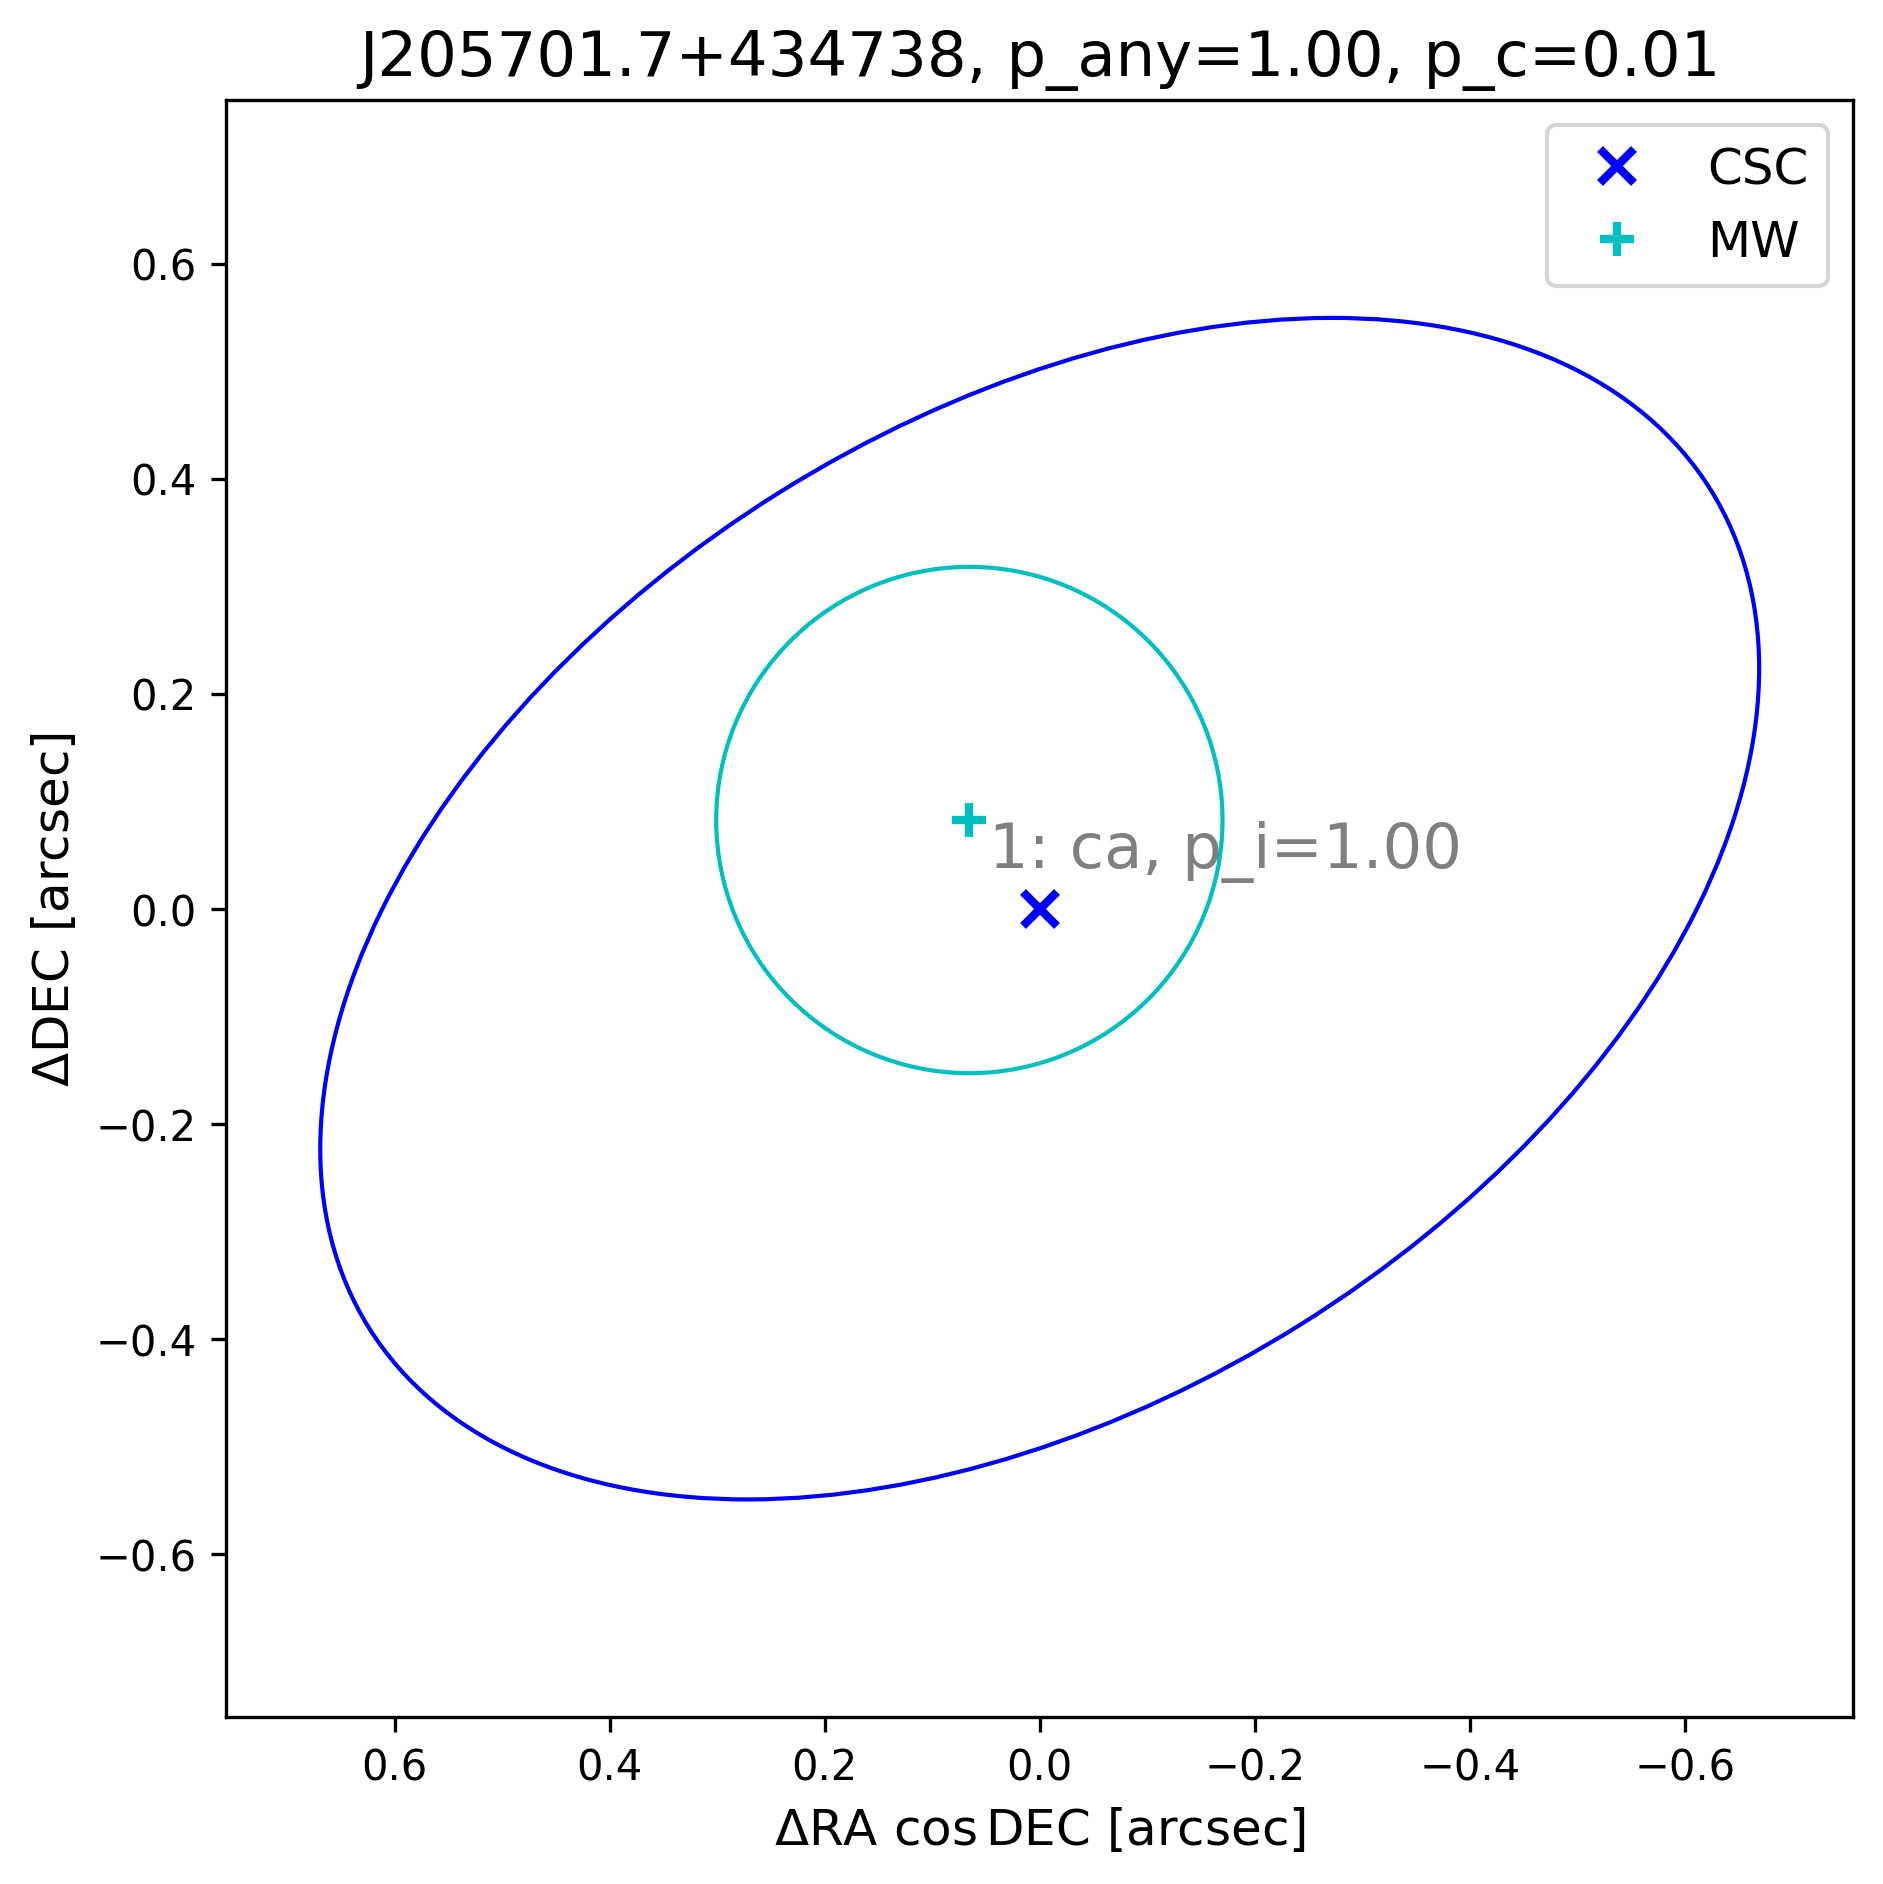 J205701.7+434738, p_any=1.00, p_c=0.01
CSC
MW
1: ca, p_i=1.00
ΔDEC [arcsec]
0.6
0.4
0.2
0.0
−0.2
−0.4
−0.6
0.6 0.4 0.2 0.0 −0.2 −0.4 −0.6
ΔRA cos DEC [arcsec]